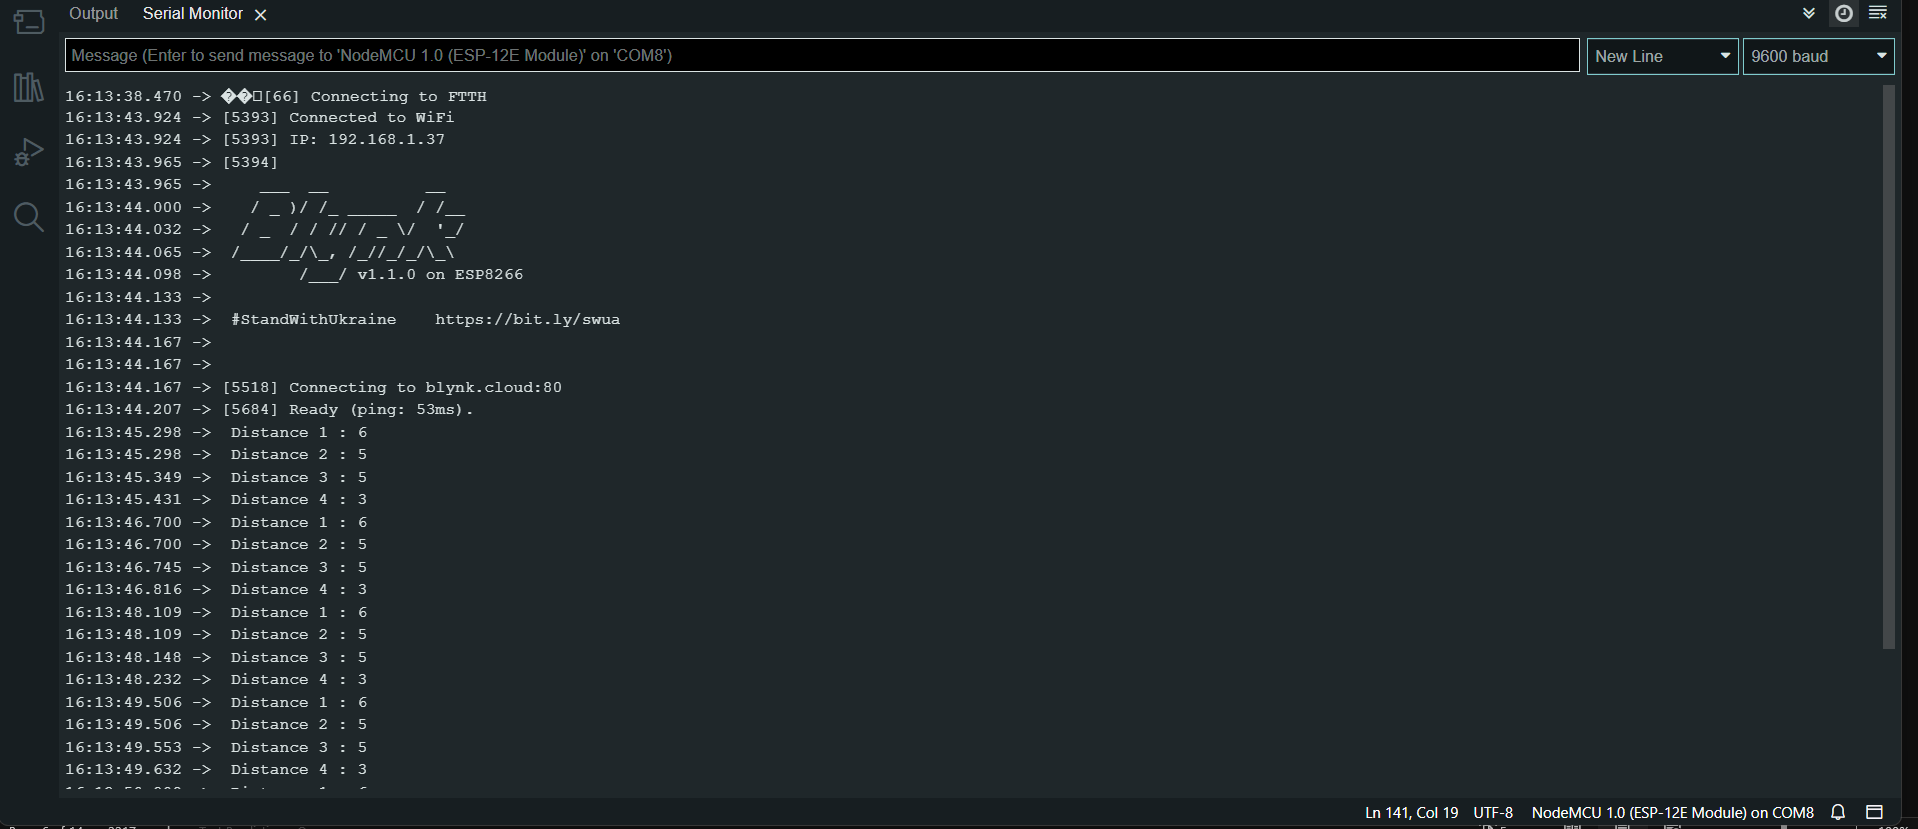 Output Serial Monitor
Message (Enter to send message to 'NodeMCU 1.0 (ESP-12E Module)' on 'COM8')
New Line
9600 baud
16:13:38.470 -> ��□[66] Connecting to FTTH
16:13:43.924 -> [5393] Connected to WiFi
16:13:43.924 -> [5393] IP: 192.168.1.37
16:13:43.965 -> [5394]
16:13:43.965 ->      ___  __          __
16:13:44.000 ->     / _ )/ /_ _____  / /__
16:13:44.032 ->    / _  / / // / _ \/  '_/
16:13:44.065 ->   /____/_/\_, /_//_/_/\_\
16:13:44.098 ->          /___/ v1.1.0 on ESP8266
16:13:44.133 ->
16:13:44.133 ->  #StandWithUkraine    https://bit.ly/swua
16:13:44.167 ->
16:13:44.167 ->
16:13:44.167 -> [5518] Connecting to blynk.cloud:80
16:13:44.207 -> [5684] Ready (ping: 53ms).
16:13:45.298 ->  Distance 1 : 6
16:13:45.298 ->  Distance 2 : 5
16:13:45.349 ->  Distance 3 : 5
16:13:45.431 ->  Distance 4 : 3
16:13:46.700 ->  Distance 1 : 6
16:13:46.700 ->  Distance 2 : 5
16:13:46.745 ->  Distance 3 : 5
16:13:46.816 ->  Distance 4 : 3
16:13:48.109 ->  Distance 1 : 6
16:13:48.109 ->  Distance 2 : 5
16:13:48.148 ->  Distance 3 : 5
16:13:48.232 ->  Distance 4 : 3
16:13:49.506 ->  Distance 1 : 6
16:13:49.506 ->  Distance 2 : 5
16:13:49.553 ->  Distance 3 : 5
16:13:49.632 ->  Distance 4 : 3
Ln 141, Col 19 UTF-8 NodeMCU 1.0 (ESP-12E Module) on COM8